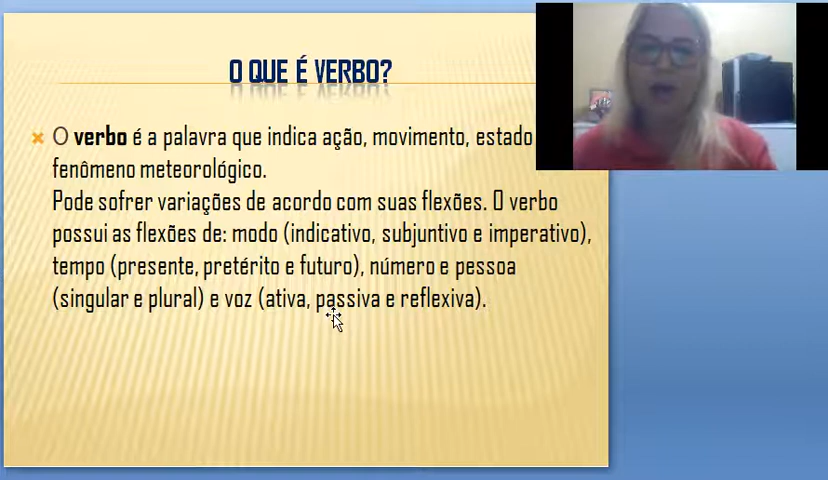 O QUE É VERBO?
O verbo é a palavra que indica ação, movimento, estado
fenômeno meteorológico.
Pode sofrer variações de acordo com suas flexões. O verbo
possui as flexões de: modo (indicativo, subjuntivo e imperativo),
tempo (presente, pretérito e futuro), número e pessoa
(singular e plural) e voz (ativa, passiva e reflexiva).